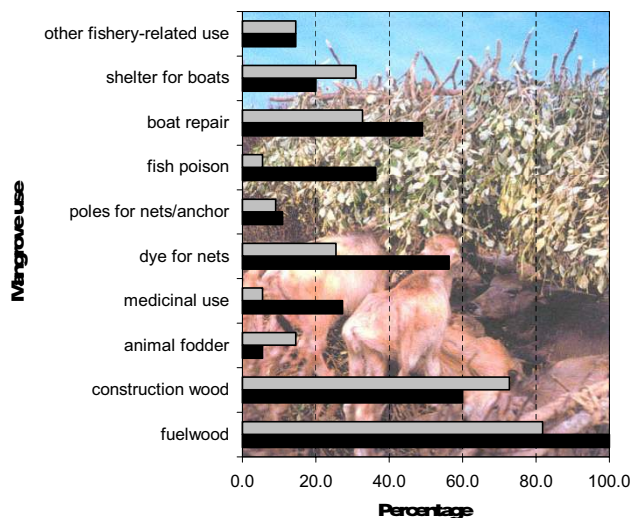 other fishery-related use
shelter for boats
boat repair
fish poison
poles for nets/anchor
dye for nets
medicinal use
animal fodder
construction wood
fuelwood
Mangrove use
0.0 20.0 40.0 60.0 80.0 100.0
Percentage